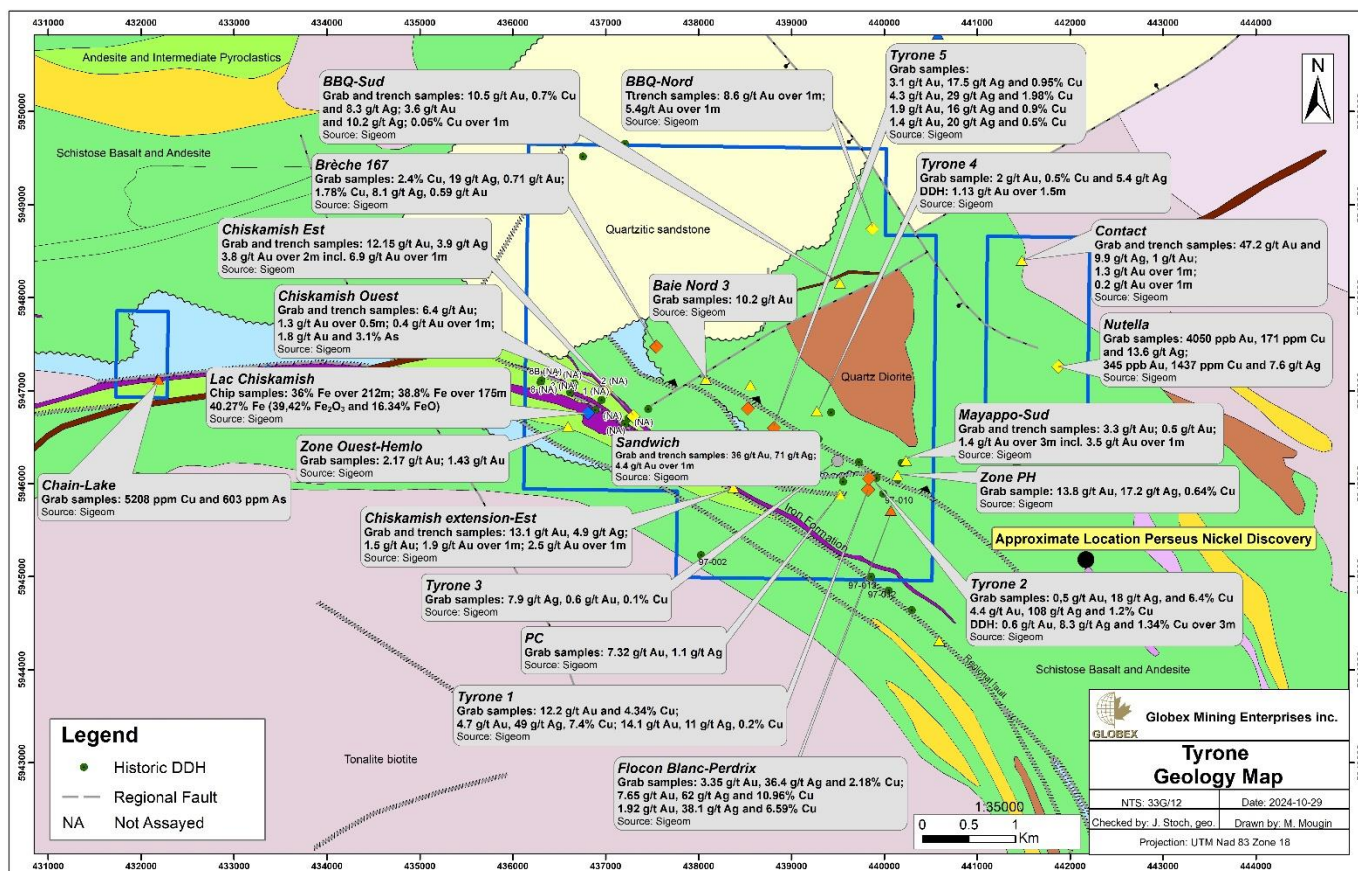 431000 432000 433000 434000 435000 436000 437000 438000 439000 440000 441000 442000 443000 444000
5950000
5949000
5948000
5947000
5946000
5945000
5944000
5943000
Andesite and Intermediate Pyroclastics
Schistose Basalt and Andesite
Quartzitic sandstone
Quartz Diorite
N
BBQ-Sud
Grab and trench samples: 10.5 g/t Au, 0.7% Cu
and 8.3 g/t Ag; 3.6 g/t Au
and 10.2 g/t Ag; 0.05% Cu over 1m
Source: Sigeom
BBQ-Nord
Ttrench samples: 8.6 g/t Au over 1m;
5.4g/t Au over 1m
Source: Sigeom
Tyrone 5
Grab samples:
3.1 g/t Au, 17.5 g/t Ag and 0.95% Cu
4.3 g/t Au, 29 g/t Ag and 1.98% Cu
1.9 g/t Au, 16 g/t Ag and 0.9% Cu
1.4 g/t Au, 20 g/t Ag and 0.5% Cu
Source: Sigeom
Brèche 167
Grab samples: 2.4% Cu, 19 g/t Ag, 0.71 g/t Au;
1.78% Cu, 8.1 g/t Ag, 0.59 g/t Au
Source: Sigeom
Tyrone 4
Grab sample: 2 g/t Au, 0.5% Cu and 5.4 g/t Ag
DDH: 1.13 g/t Au over 1.5m
Source: Sigeom
Chiskamish Est
Grab and trench samples: 12.15 g/t Au, 3.9 g/t Ag
3.8 g/t Au over 2m incl. 6.9 g/t Au over 1m
Source: Sigeom
Contact
Grab and trench samples: 47.2 g/t Au and
9.9 g/t Ag, 1 g/t Au;
1.3 g/t Au over 1m;
0.2 g/t Au over 1m
Source: Sigeom
Baie Nord 3
Grab samples: 10.2 g/t Au
Source: Sigeom
Chiskamish Ouest
Grab and trench samples: 6.4 g/t Au;
1.3 g/t Au over 0.5m; 0.4 g/t Au over 1m;
1.8 g/t Au and 3.1% As
Source: Sigeom
Nutella
Grab samples: 4050 ppb Au, 171 ppm Cu
and 13.6 g/t Ag;
345 ppb Au, 1437 ppm Cu and 7.6 g/t Ag
Source: Sigeom
8B (NA)
(NA)
2 (NA)
6 (NA)
1 (NA)
(NA)
(NA)
(NA)
Lac Chiskamish
Chip samples: 36% Fe over 212m; 38.8% Fe over 175m
40.27% Fe (39,42% Fe2O3 and 16.34% FeO)
Source: Sigeom
Mayappo-Sud
Grab and trench samples: 3.3 g/t Au; 0.5 g/t Au;
1.4 g/t Au over 3m incl. 3.5 g/t Au over 1m
Source: Sigeom
Zone Ouest-Hemlo
Grab samples: 2.17 g/t Au; 1.43 g/t Au
Source: Sigeom
Sandwich
Grab and trench samples: 36 g/t Au, 71 g/t Ag;
4.4 g/t Au over 1m
Source: Sigeom
Zone PH
Grab sample: 13.8 g/t Au, 17.2 g/t Ag, 0.64% Cu
Source: Sigeom
Chain-Lake
Grab samples: 5208 ppm Cu and 603 ppm As
Source: Sigeom
97-010
Chiskamish extension-Est
Grab and trench samples: 13.1 g/t Au, 4.9 g/t Ag;
1.5 g/t Au; 1.9 g/t Au over 1m; 2.5 g/t Au over 1m
Source: Sigeom
Iron Formation
Approximate Location Perseus Nickel Discovery
97-002
97-011
97-012
Tyrone 3
Grab samples: 7.9 g/t Ag, 0.6 g/t Au, 0.1% Cu
Source: Sigeom
Tyrone 2
Grab samples: 0,5 g/t Au, 18 g/t Ag, and 6.4% Cu
4.4 g/t Au, 108 g/t Ag and 1.2% Cu
DDH: 0.6 g/t Au, 8.3 g/t Ag and 1.34% Cu over 3m
Source: Sigeom
PC
Grab samples: 7.32 g/t Au, 1.1 g/t Ag
Source: Sigeom
Regional fault
Schistose Basalt and Andesite
Tyrone 1
Grab samples: 12.2 g/t Au and 4.34% Cu;
4.7 g/t Au, 49 g/t Ag, 7.4% Cu; 14.1 g/t Au, 11 g/t Ag, 0.2% Cu
Source: Sigeom
Tonalite biotite
Flocon Blanc-Perdrix
Grab samples: 3.35 g/t Au, 36.4 g/t Ag and 2.18% Cu;
7.65 g/t Au, 62 g/t Ag and 10.96% Cu
1.92 g/t Au, 38.1 g/t Ag and 6.59% Cu
Source: Sigeom
Legend
Historic DDH
Regional Fault
NA Not Assayed
1:35000
0 0.5 1
Km
GLOBEX
Globex Mining Enterprises inc.
Tyrone
Geology Map
NTS: 33G/12 Date: 2024-10-29
Checked by: J. Stoch, geo. Drawn by: M. Mougin
Projection: UTM Nad 83 Zone 18
431000 432000 433000 434000 435000 436000 437000 438000 439000 440000 441000 442000 443000 444000